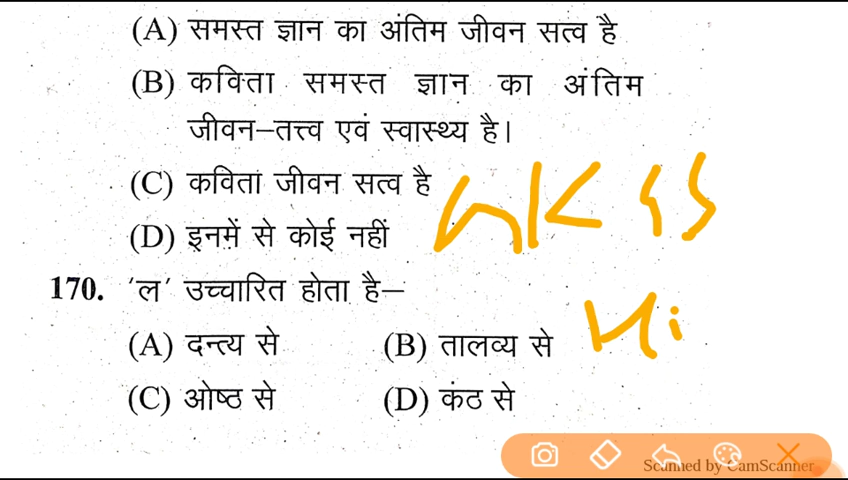 (A) समस्त ज्ञान का अंतिम जीवन सत्व है
(B) कविता समस्त ज्ञान का अंतिम
जीवन-तत्त्व एवं स्वास्थ्य है।
(C) कविता जीवन सत्व है
(D) इनमें से कोई नहीं
170. 'ल' उच्चारित होता है–
(A) दन्त्य से (B) तालव्य से
(C) ओष्ठ से (D) कंठ से
Scanned by CamScanner